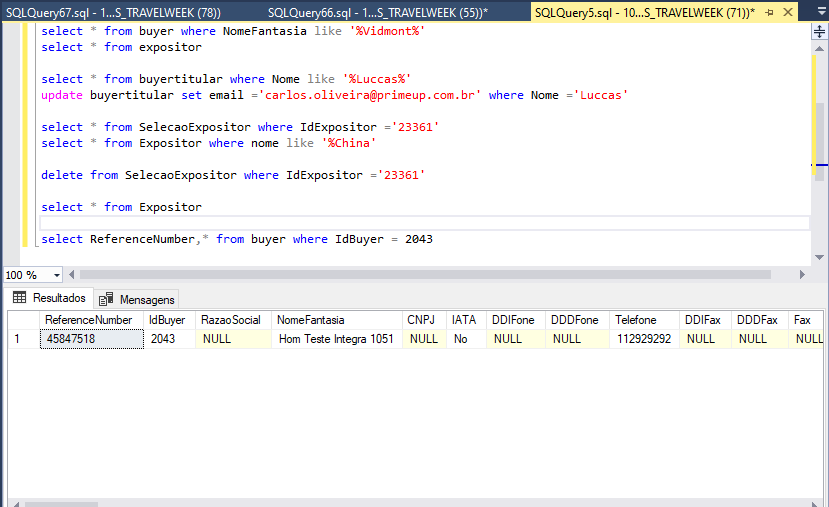 SQLQuery67.sql - 1...S_TRAVELWEEK (78)) SQLQuery66.sql - 1...S_TRAVELWEEK (55))* SQLQuery5.sql - 10...S_TRAVELWEEK (71))*
select * from buyer where NomeFantasia like '%Vidmont%'
select * from expositor
select * from buyertitular where Nome like '%Luccas%'
update buyertitular set email ='carlos.oliveira@primeup.com.br' where Nome ='Luccas'
select * from SelecaoExpositor where IdExpositor ='23361'
select * from Expositor where nome like '%China'
delete from SelecaoExpositor where IdExpositor ='23361'
select * from Expositor
select ReferenceNumber,* from buyer where IdBuyer = 2043
100 %
Resultados Mensagens
ReferenceNumber IdBuyer RazaoSocial NomeFantasia CNPJ IATA DDIFone DDDFone Telefone DDIFax DDDFax Fax
1 45847518 2043 NULL Hom Teste Integra 1051 NULL No NULL NULL 112929292 NULL NULL NULL